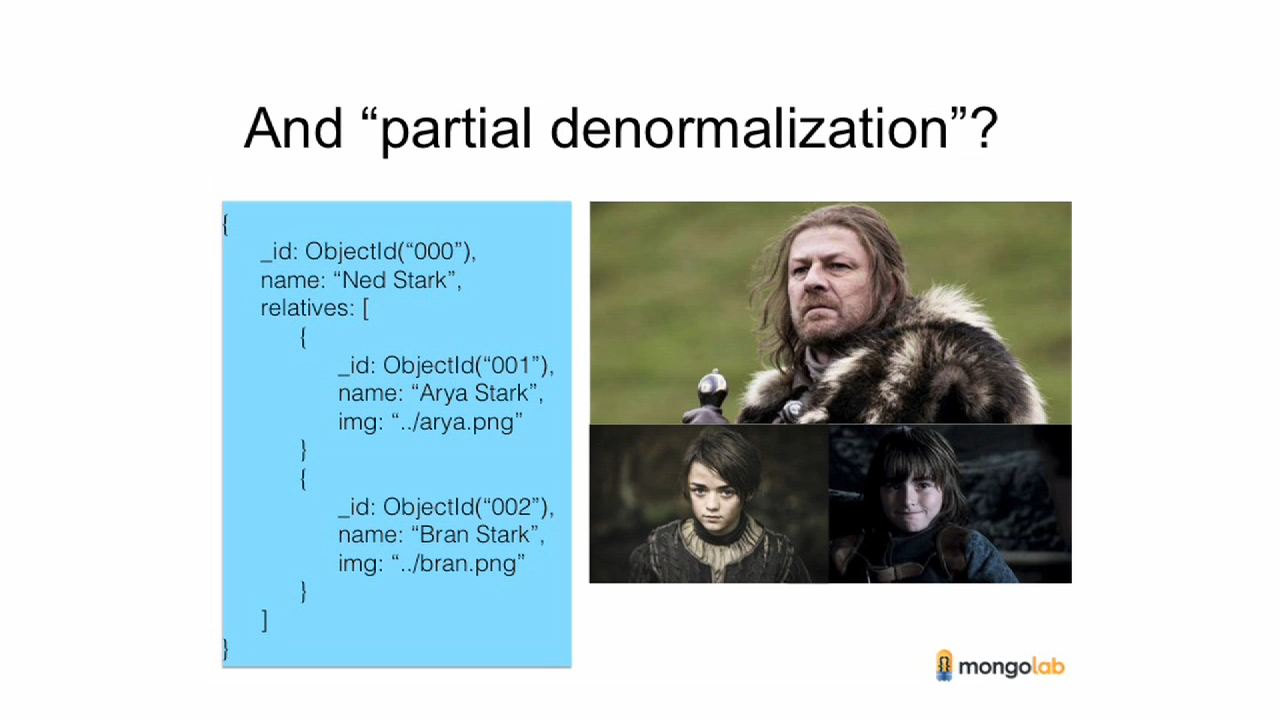 And “partial denormalization”?
{
_id: ObjectId(“000”),
name: “Ned Stark”,
relatives: [
{
_id: ObjectId(“001”),
name: “Arya Stark”,
img: “../arya.png”
}
{
_id: ObjectId(“002”),
name: “Bran Stark”,
img: “../bran.png”
}
]
}
mongolab